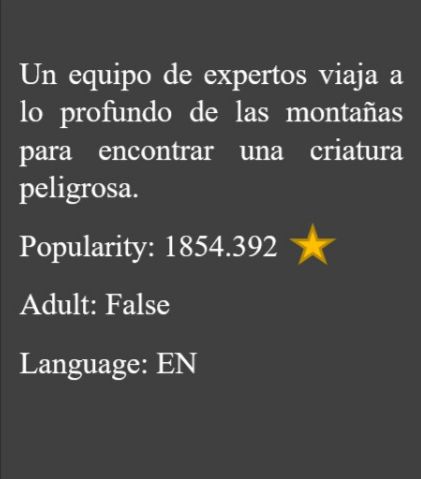 Un equipo de expertos viaja a
lo profundo de las montañas
para encontrar una criatura
peligrosa.
Popularity: 1854.392
Adult: False
Language: EN